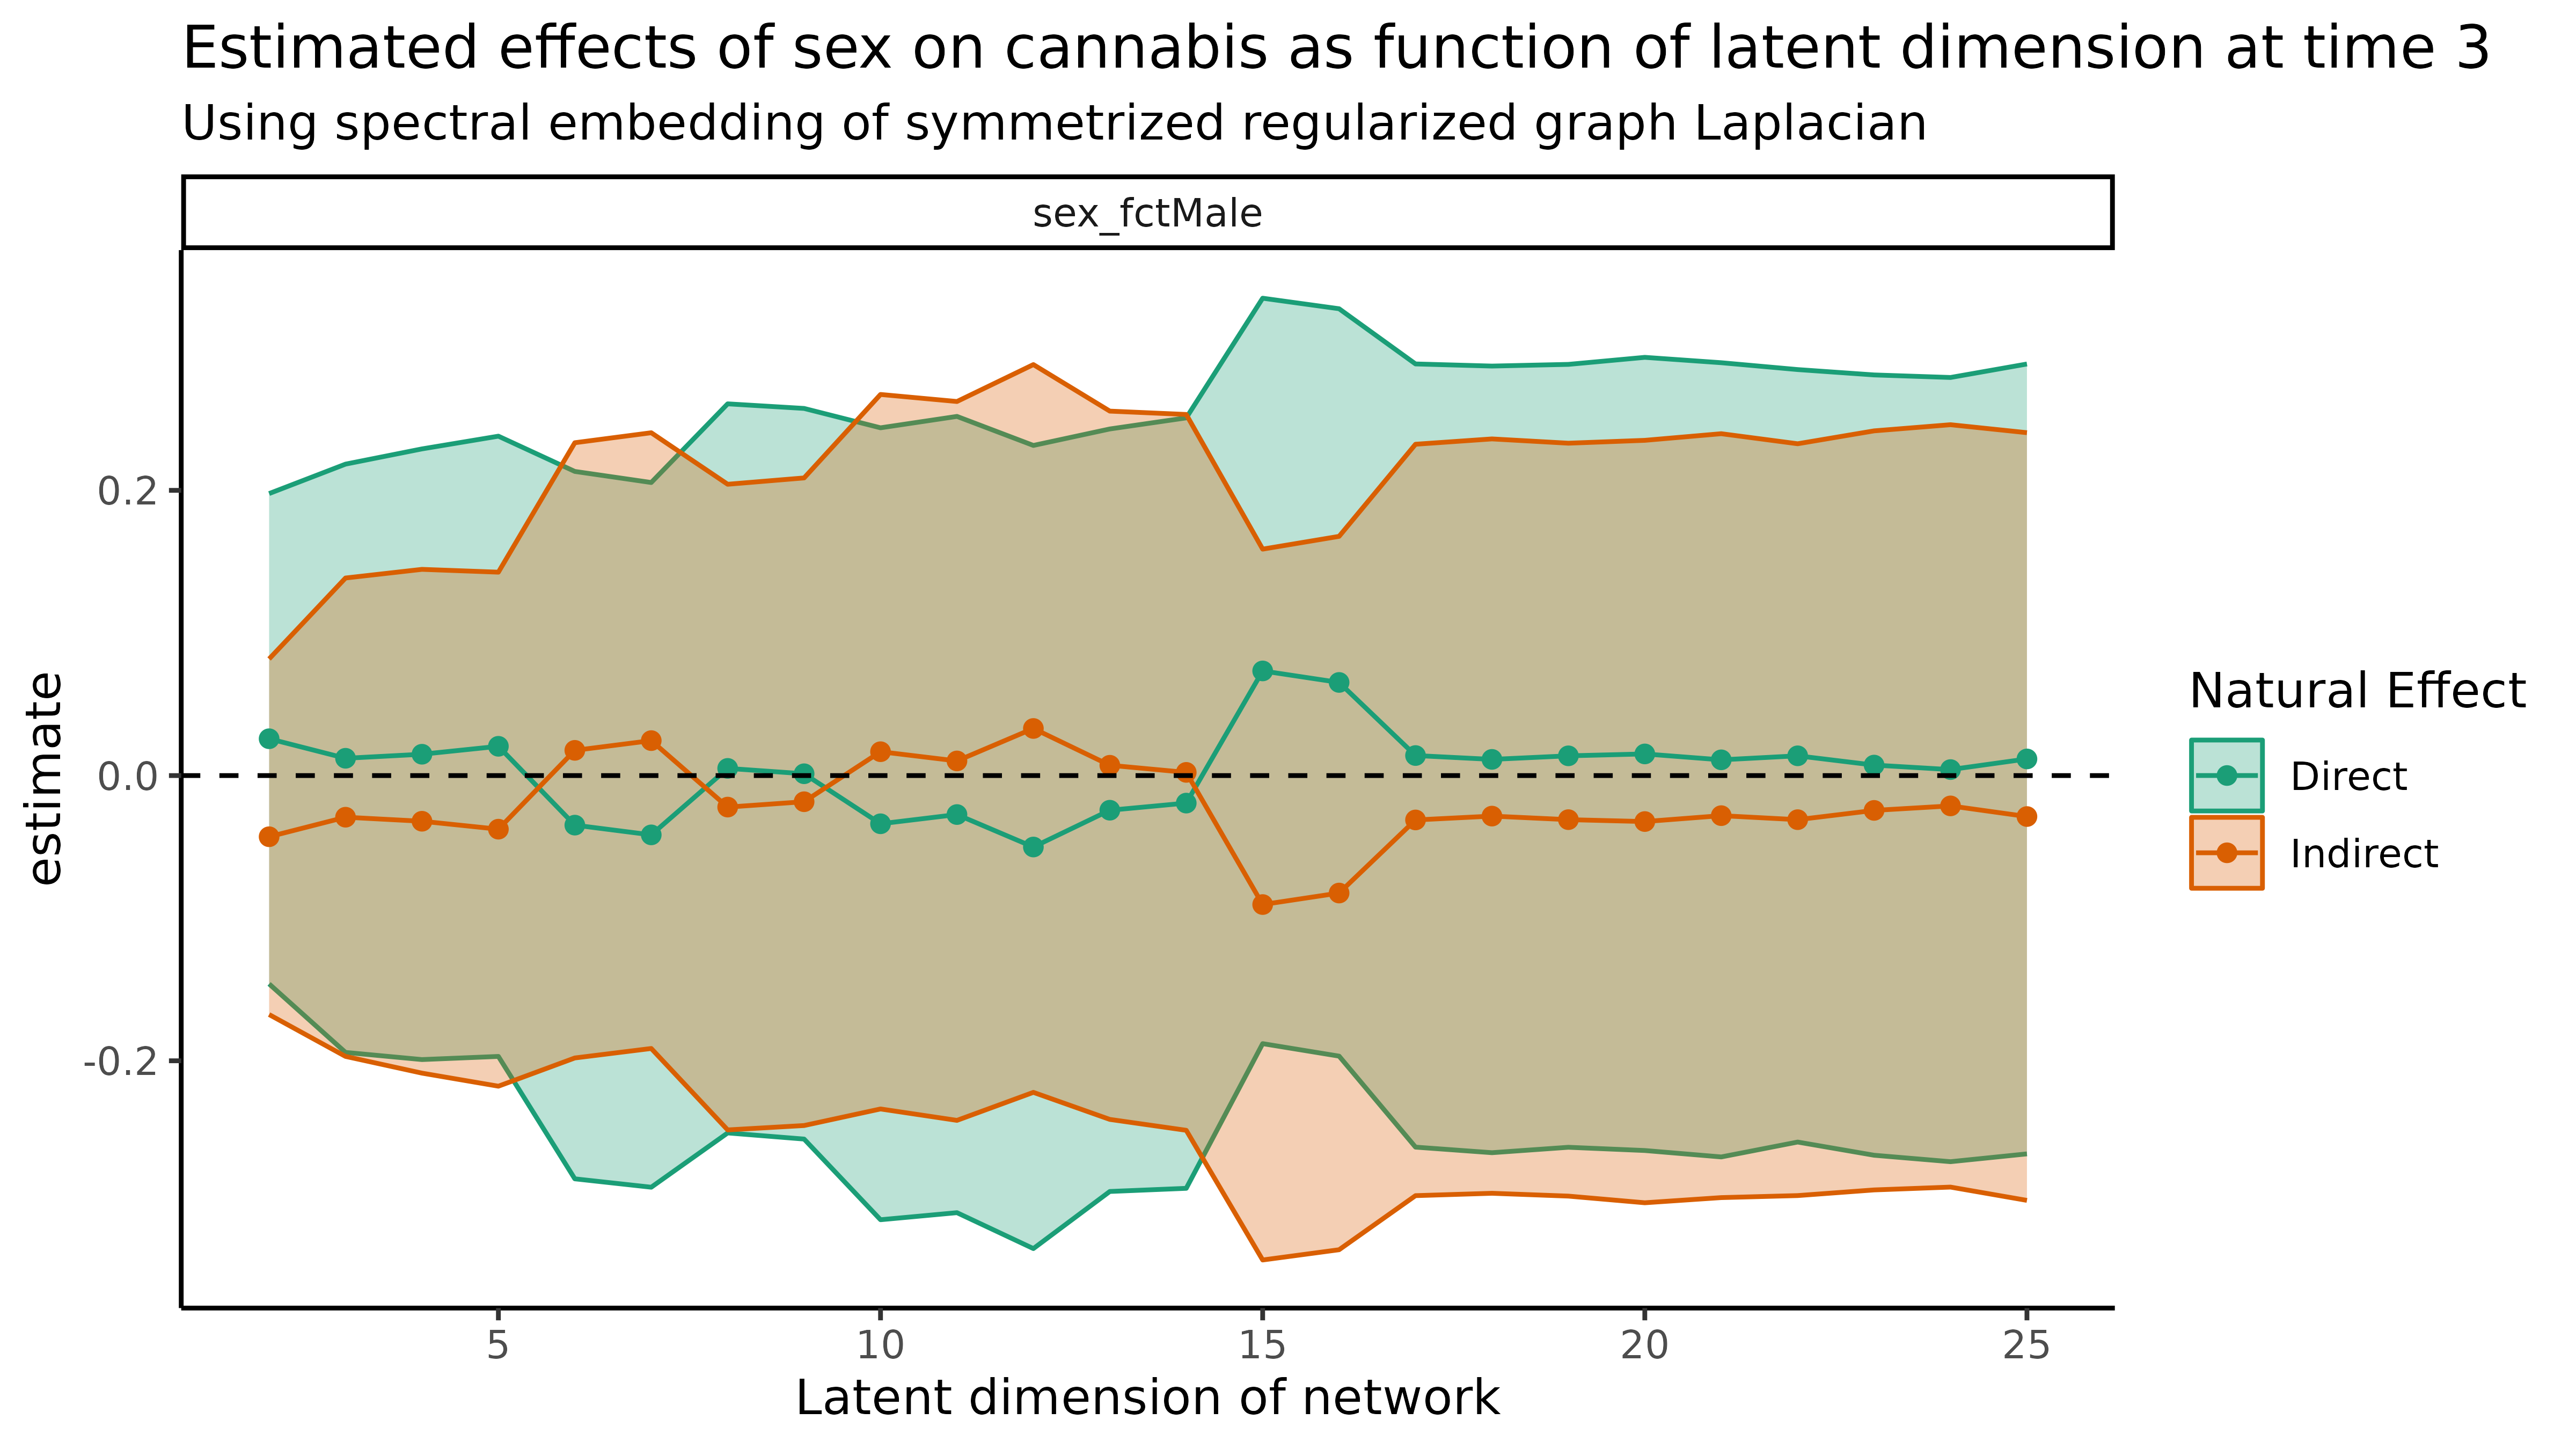 Estimated effects of sex on cannabis as function of latent dimension at time 3
Using spectral embedding of symmetrized regularized graph Laplacian
sex_fctMale
estimate
0.2
0.0
-0.2
5 10 15 20 25
Latent dimension of network
Natural Effect
Direct
Indirect